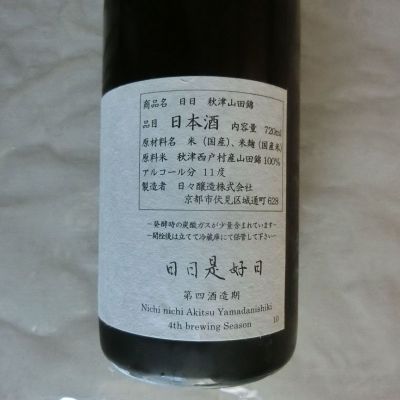 商品名 日日 秋津山田錦
品目 日本酒 内容量 720ml
原材料名 米(国産)、米麹(国産米)
原料米 秋津西戸村産山田錦100%
アルコール分 11度
製造者 日々醸造株式会社
京都市伏見区城通町628
−発酵時の炭酸ガスが少量含まれています−
−開栓後は立てて冷蔵庫にて保管して下さい−
日日是好日
第四酒造期
Nichi nichi Akitsu Yamadanishiki
4th brewing Season
10